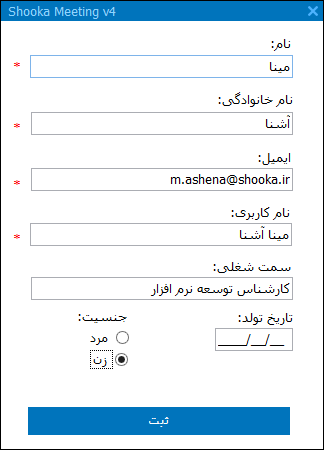 Shooka Meeting v4
نام:
مینا
*
نام خانوادگی:
آشنا
*
ایمیل:
m.ashena@shooka.ir
*
نام کاربری:
مینا آشنا
*
سمت شغلی:
کارشناس توسعه نرم افزار
تاریخ تولد:
____/__/__
جنسیت:
مرد
زن
ثبت